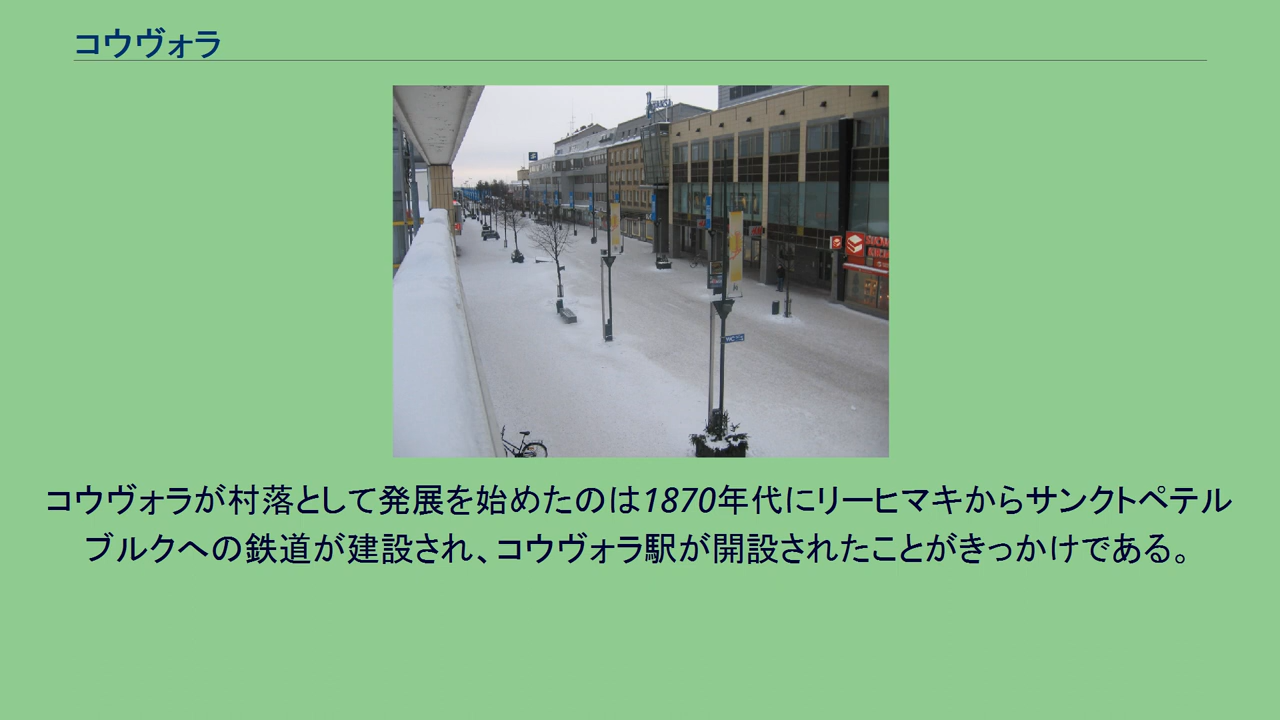 コウヴォラ
コウヴォラが村落として発展を始めたのは1870年代にリーヒマキからサンクトペテル
ブルクへの鉄道が建設され、コウヴォラ駅が開設されたことがきっかけである。